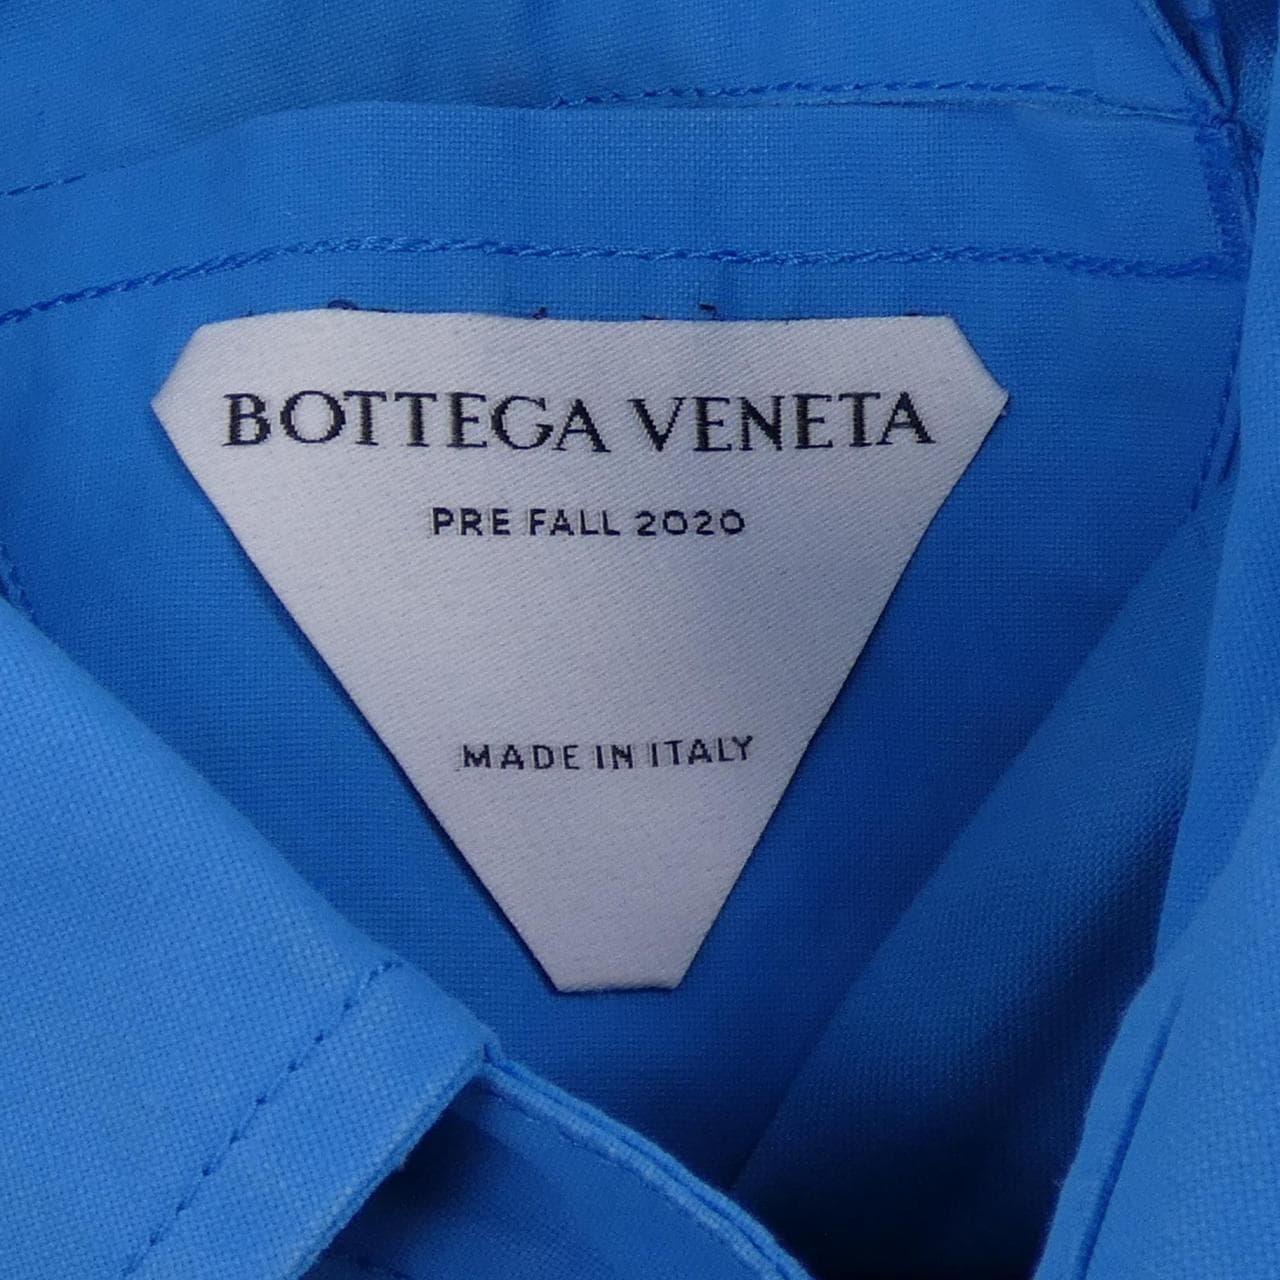 BOTTEGA VENETA
PRE FALL 2020
MADE IN ITALY